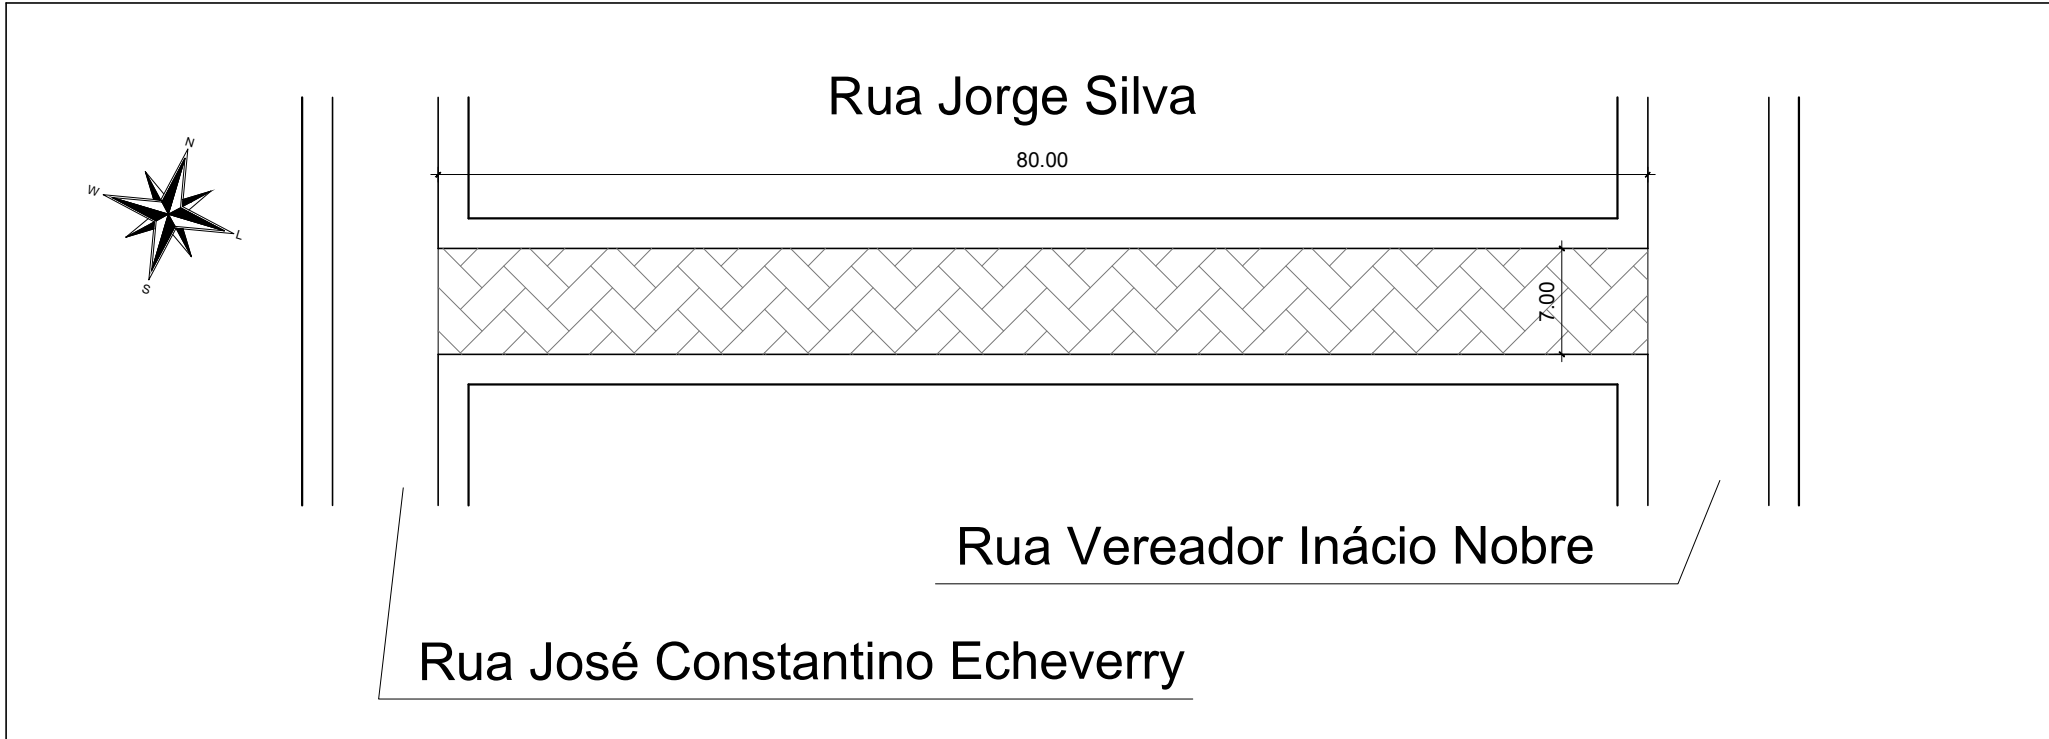 Rua Jorge Silva
80.00
N
W
L
S
7.00
Rua Vereador Inácio Nobre
Rua José Constantino Echeverry